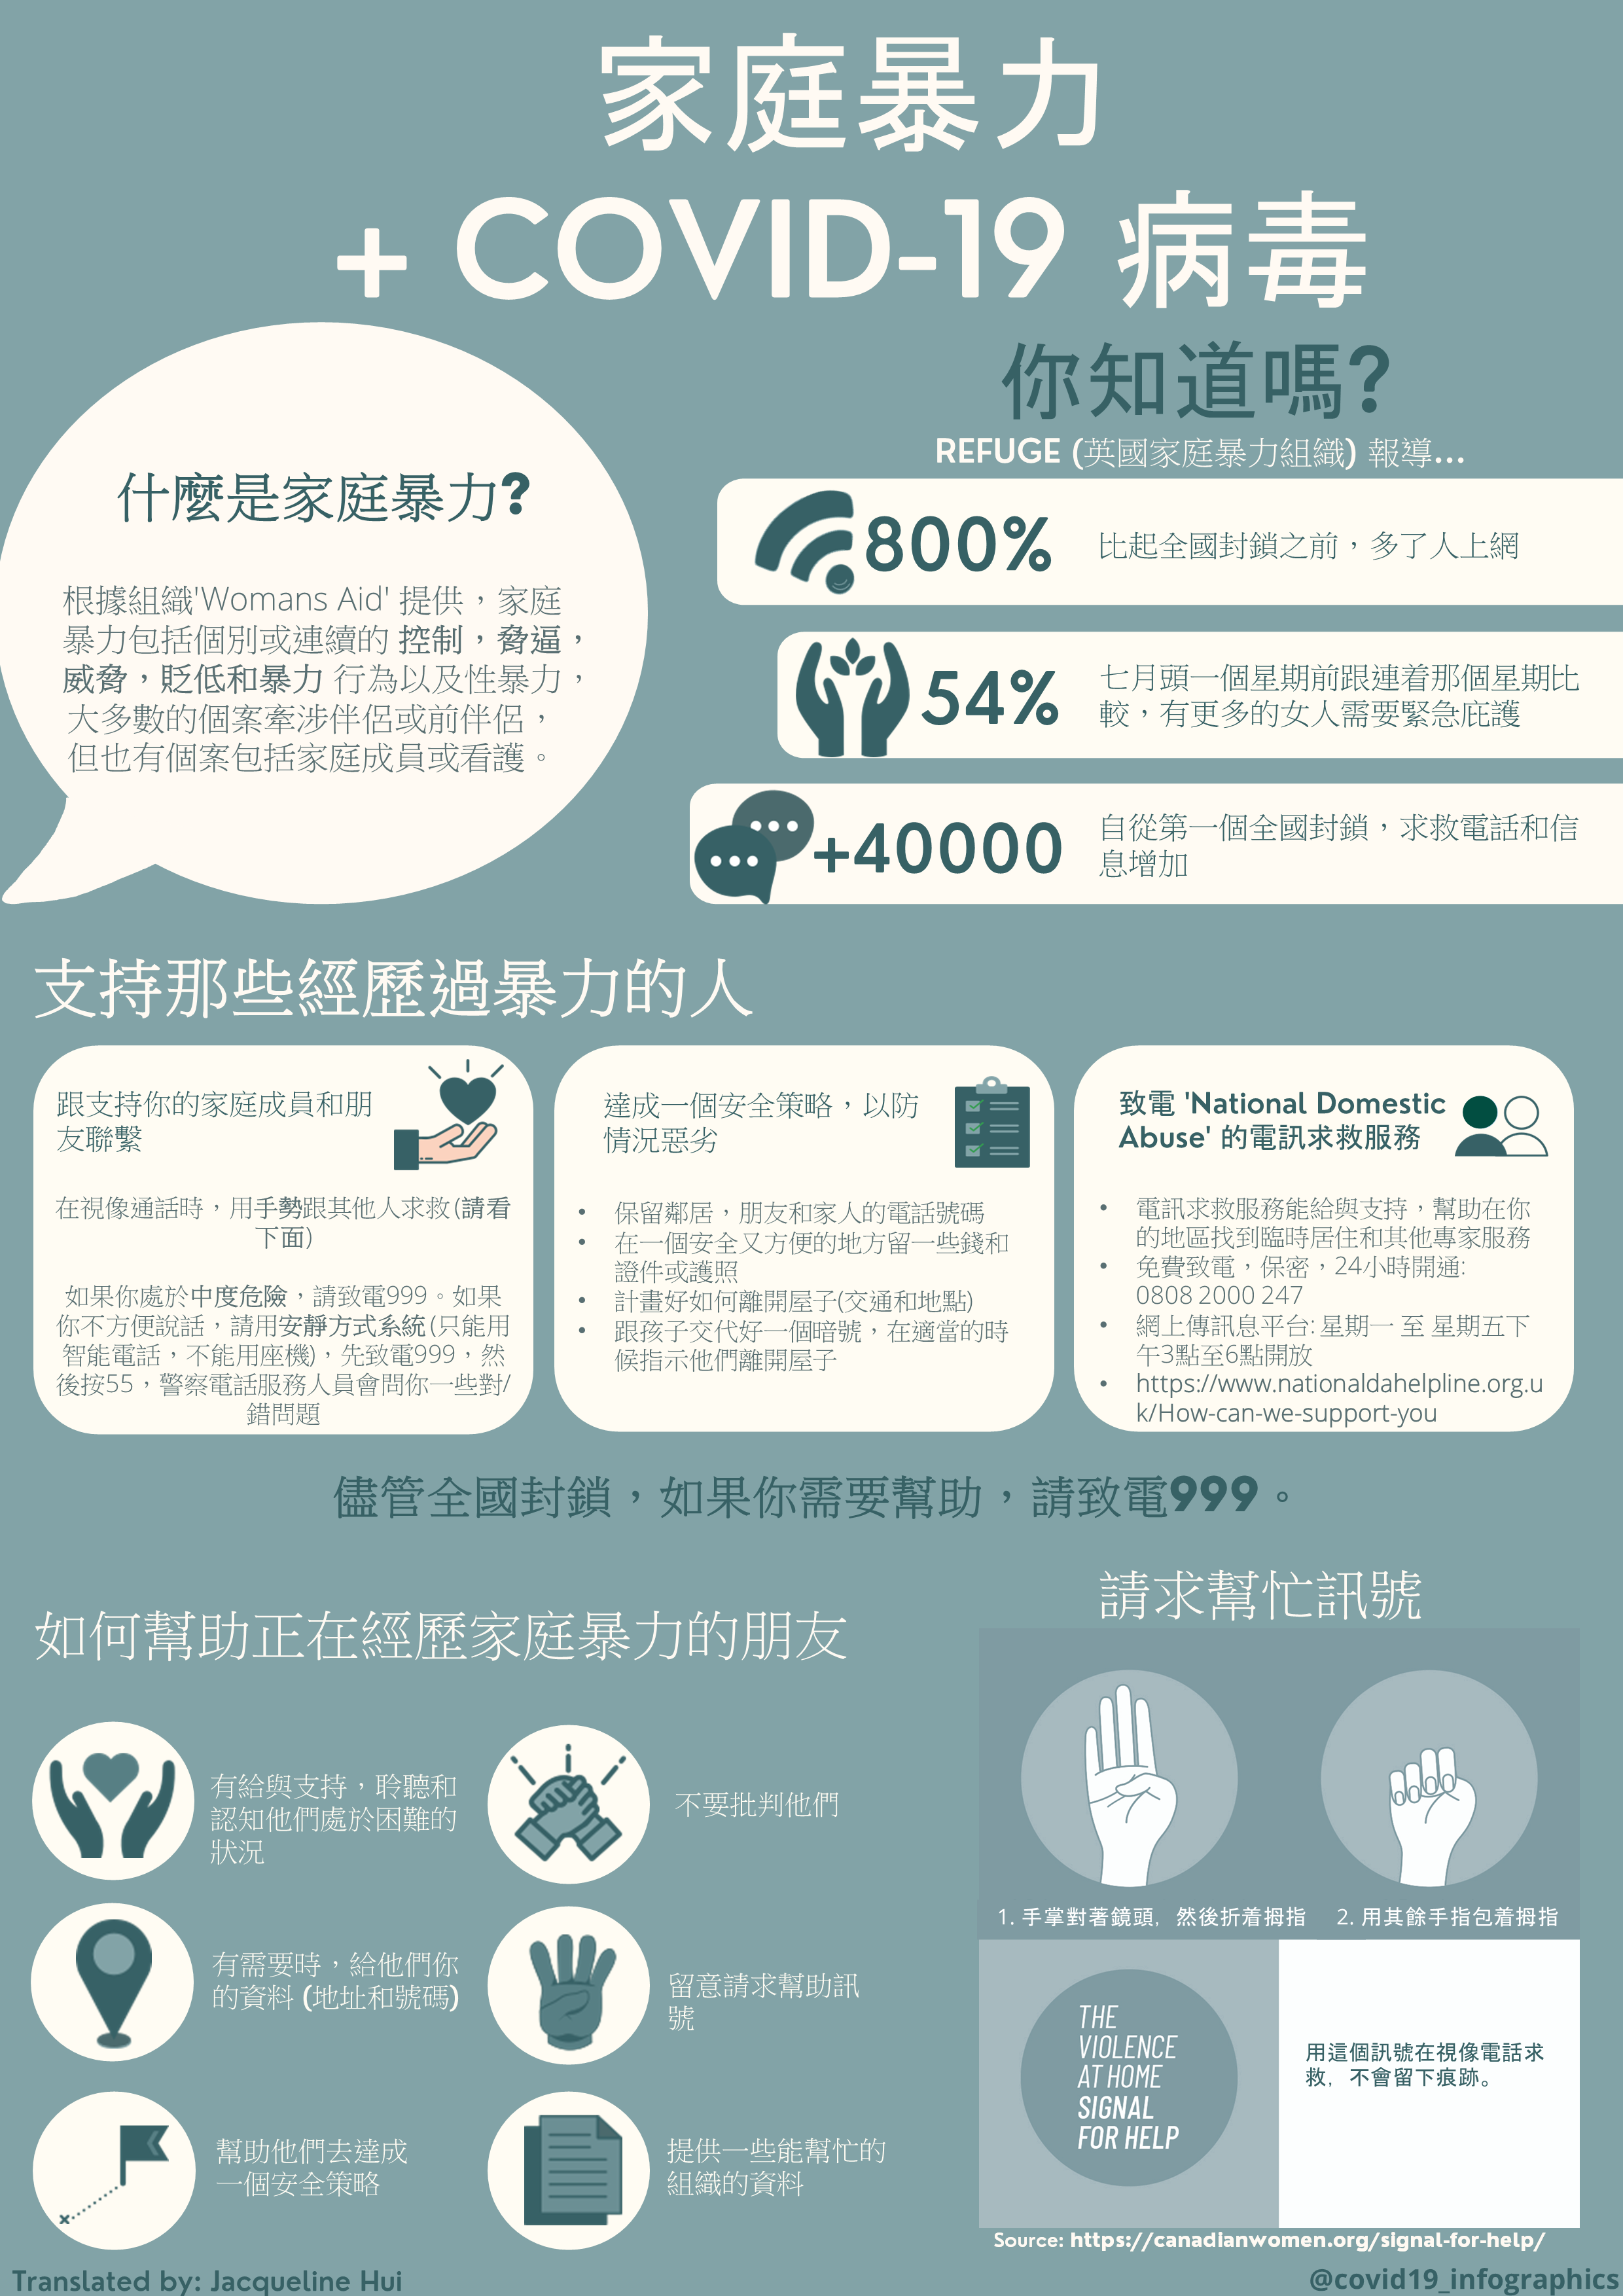 家庭暴力
+ COVID-19 病毒
什麼是家庭暴力?
根據組織'Womans Aid' 提供，家庭
暴力包括個別或連續的 控制，脅逼，
威脅，貶低和暴力 行為以及性暴力，
大多數的個案牽涉伴侶或前伴侶，
但也有個案包括家庭成員或看護。
你知道嗎?
REFUGE (英國家庭暴力組織) 報導...
800%
比起全國封鎖之前，多了人上網
54%
七月頭一個星期前跟連着那個星期比
較，有更多的女人需要緊急庇護
+40000
自從第一個全國封鎖，求救電話和信
息增加
支持那些經歷過暴力的人
跟支持你的家庭成員和朋
友聯繫
在視像通話時，用手勢跟其他人求救(請看
下面)
如果你處於中度危險，請致電999。如果
你不方便說話，請用安靜方式系統(只能用
智能電話，不能用座機)，先致電999，然
後按55，警察電話服務人員會問你一些對/
錯問題
達成一個安全策略，以防
情況惡劣
• 保留鄰居，朋友和家人的電話號碼
• 在一個安全又方便的地方留一些錢和
證件或護照
• 計畫好如何離開屋子(交通和地點)
• 跟孩子交代好一個暗號，在適當的時
候指示他們離開屋子
致電 'National Domestic
Abuse' 的電訊求救服務
• 電訊求救服務能給與支持，幫助在你
的地區找到臨時居住和其他專家服務
• 免費致電，保密，24小時開通:
0808 2000 247
• 網上傳訊息平台: 星期一 至 星期五下
午3點至6點開放
• https://www.nationaldahelpline.org.u
k/How-can-we-support-you
儘管全國封鎖，如果你需要幫助，請致電999。
如何幫助正在經歷家庭暴力的朋友
有給與支持，聆聽和
認知他們處於困難的
狀況
不要批判他們
有需要時，給他們你
的資料 (地址和號碼)
留意請求幫助訊
號
幫助他們去達成
一個安全策略
提供一些能幫忙的
組織的資料
請求幫忙訊號
1. 手掌對著鏡頭，然後折着拇指
2. 用其餘手指包着拇指
THE
VIOLENCE
AT HOME
SIGNAL
FOR HELP
用這個訊號在視像電話求
救，不會留下痕跡。
Source: https://canadianwomen.org/signal-for-help/
Translated by: Jacqueline Hui
@covid19_infographics